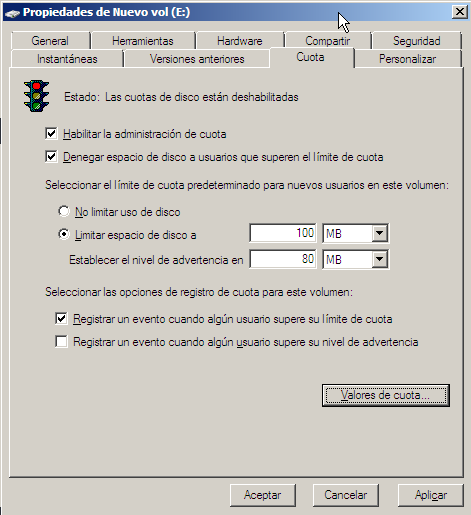 Propiedades de Nuevo vol (E:)
General Herramientas Hardware Compartir Seguridad
Instantáneas Versiones anteriores Cuota Personalizar
Estado: Las cuotas de disco están deshabilitadas
Habilitar la administración de cuota
Denegar espacio de disco a usuarios que superen el límite de cuota
Seleccionar el límite de cuota predeterminado para nuevos usuarios en este volumen:
No limitar uso de disco
Limitar espacio de disco a 100 MB
Establecer el nivel de advertencia en 80 MB
Seleccionar las opciones de registro de cuota para este volumen:
Registrar un evento cuando algún usuario supere su límite de cuota
Registrar un evento cuando algún usuario supere su nivel de advertencia
Valores de cuota...
Aceptar Cancelar Aplicar